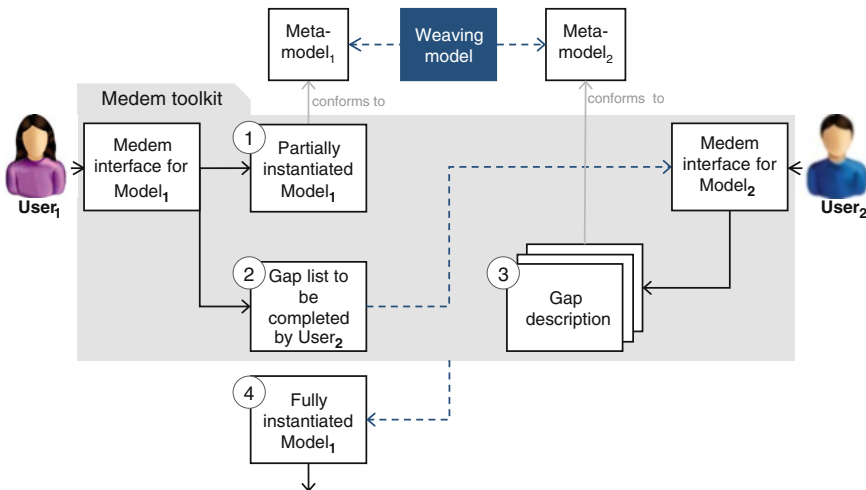 Meta-
model1
Weaving
model
Meta-
model2
Medem toolkit
conforms to
conforms to
1
Medem
interface for
Model1
Partially
instantiated
Model1
Medem
interface for
Model2
User1
User2
2
Gap list to
be
completed
by User2
3
Gap
description
4
Fully
instantiated
Model1